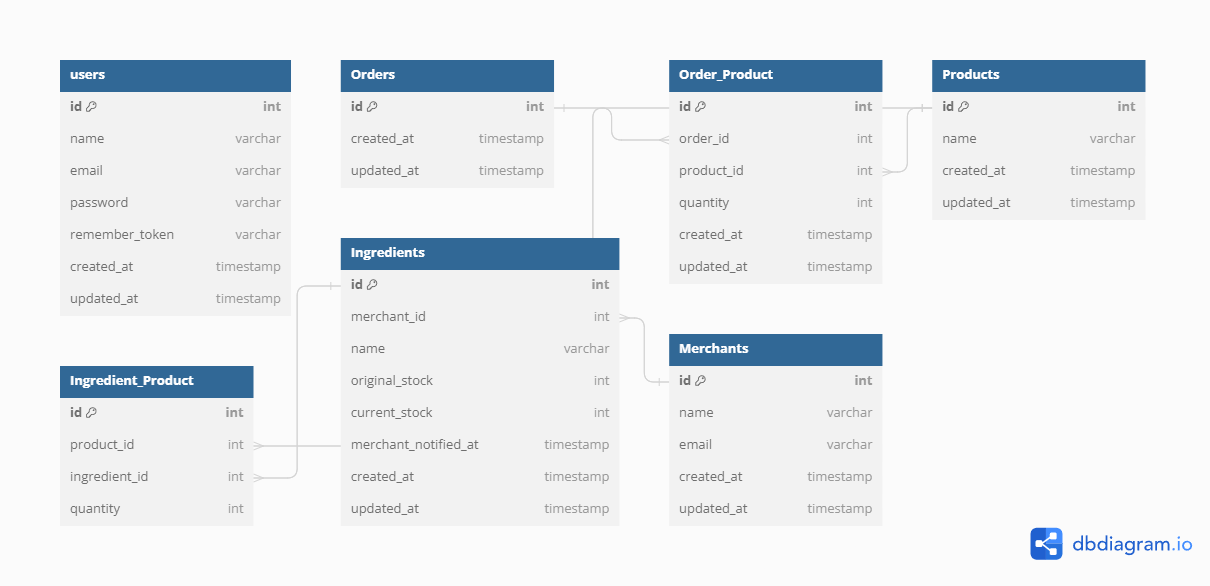 users
id int
name varchar
email varchar
password varchar
remember_token varchar
created_at timestamp
updated_at timestamp
Orders
id int
created_at timestamp
updated_at timestamp
Order_Product
id int
order_id int
product_id int
quantity int
created_at timestamp
updated_at timestamp
Products
id int
name varchar
created_at timestamp
updated_at timestamp
Ingredient_Product
id int
product_id int
ingredient_id int
quantity int
Ingredients
id int
merchant_id int
name varchar
original_stock int
current_stock int
merchant_notified_at timestamp
created_at timestamp
updated_at timestamp
Merchants
id int
name varchar
email varchar
created_at timestamp
updated_at timestamp
dbdiagram.io